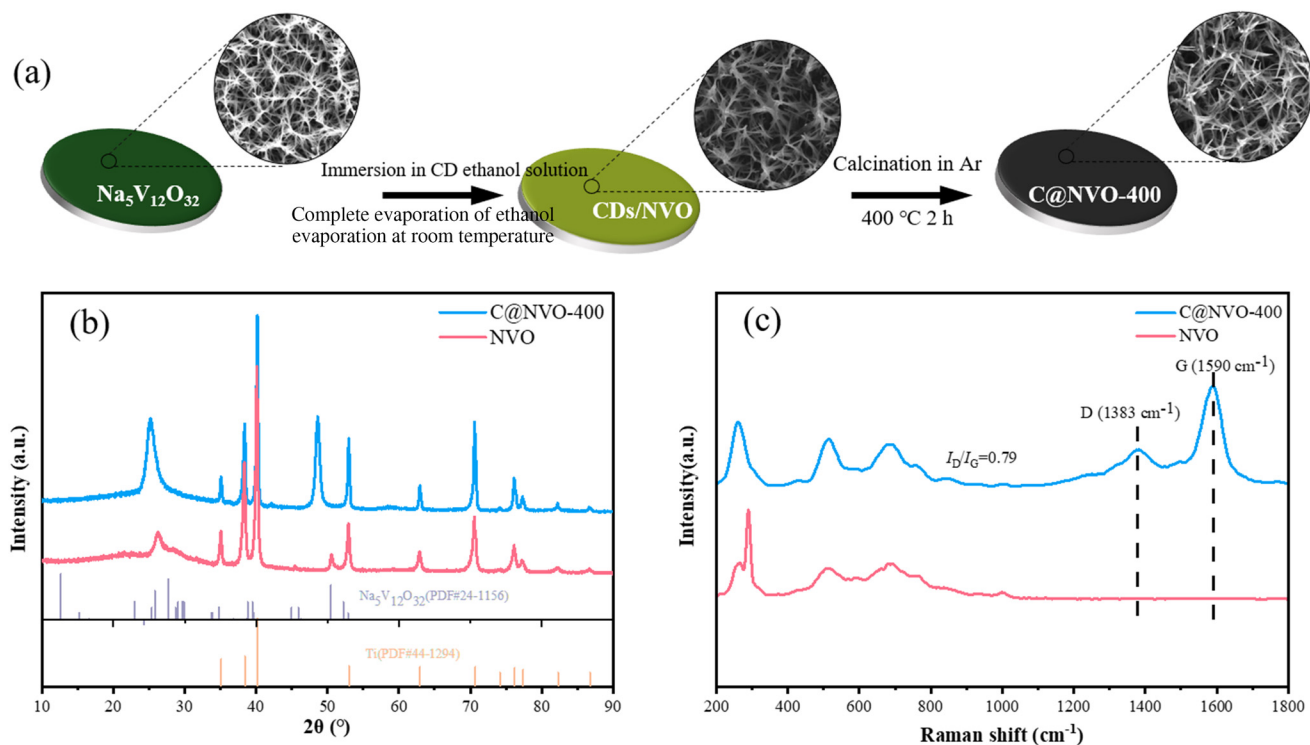 (a)
Na₅V₁₂O₃₂
Immersion in CD ethanol solution
Complete evaporation of ethanol
evaporation at room temperature
CDs/NVO
Calcination in Ar
400 °C 2 h
C@NVO-400
(b)
C@NVO-400
NVO
Intensity (a.u.)
Na₅V₁₂O₃₂(PDF#24-1156)
Ti(PDF#44-1294)
10 20 30 40 50 60 70 80 90
2θ (°)
(c)
C@NVO-400
NVO
G (1590 cm⁻¹)
D (1383 cm⁻¹)
I_D/I_G=0.79
Intensity(a.u.)
200 400 600 800 1000 1200 1400 1600 1800
Raman shift (cm⁻¹)